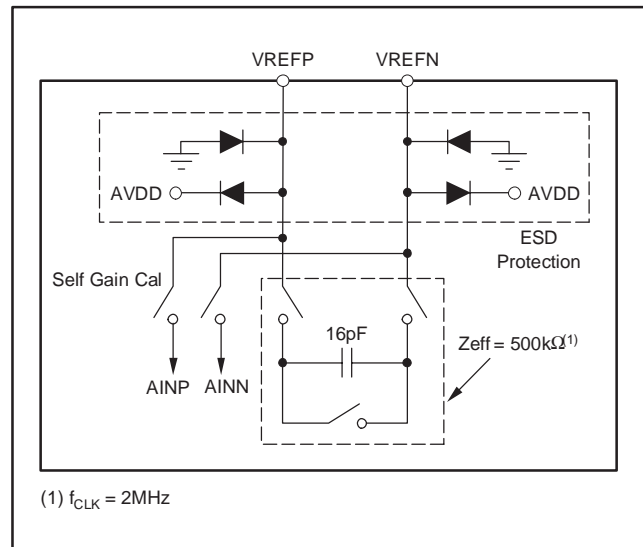 VREFP VREFN
AVDD AVDD
ESD
Protection
Self Gain Cal
16pF
Zeff = 500kΩ(1)
AINP AINN
(1) fCLK = 2MHz